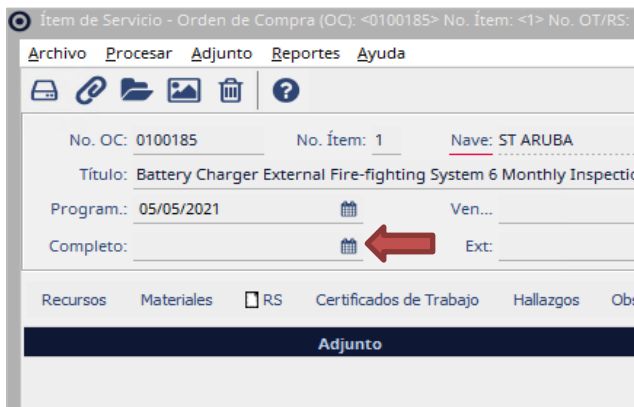 Ítem de Servicio - Orden de Compra (OC): <0100185> No. Ítem: <1> No. OT/RS:
Archivo Procesar Adjunto Reportes Ayuda
No. OC: 0100185 No. Ítem: 1 Nave: ST ARUBA
Título: Battery Charger External Fire-fighting System 6 Monthly Inspectio
Program.: 05/05/2021 Ven...
Completo: Ext:
Recursos Materiales RS Certificados de Trabajo Hallazgos Obs
Adjunto